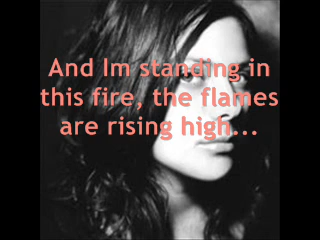 And Im standing in
this fire, the flames
are rising high...